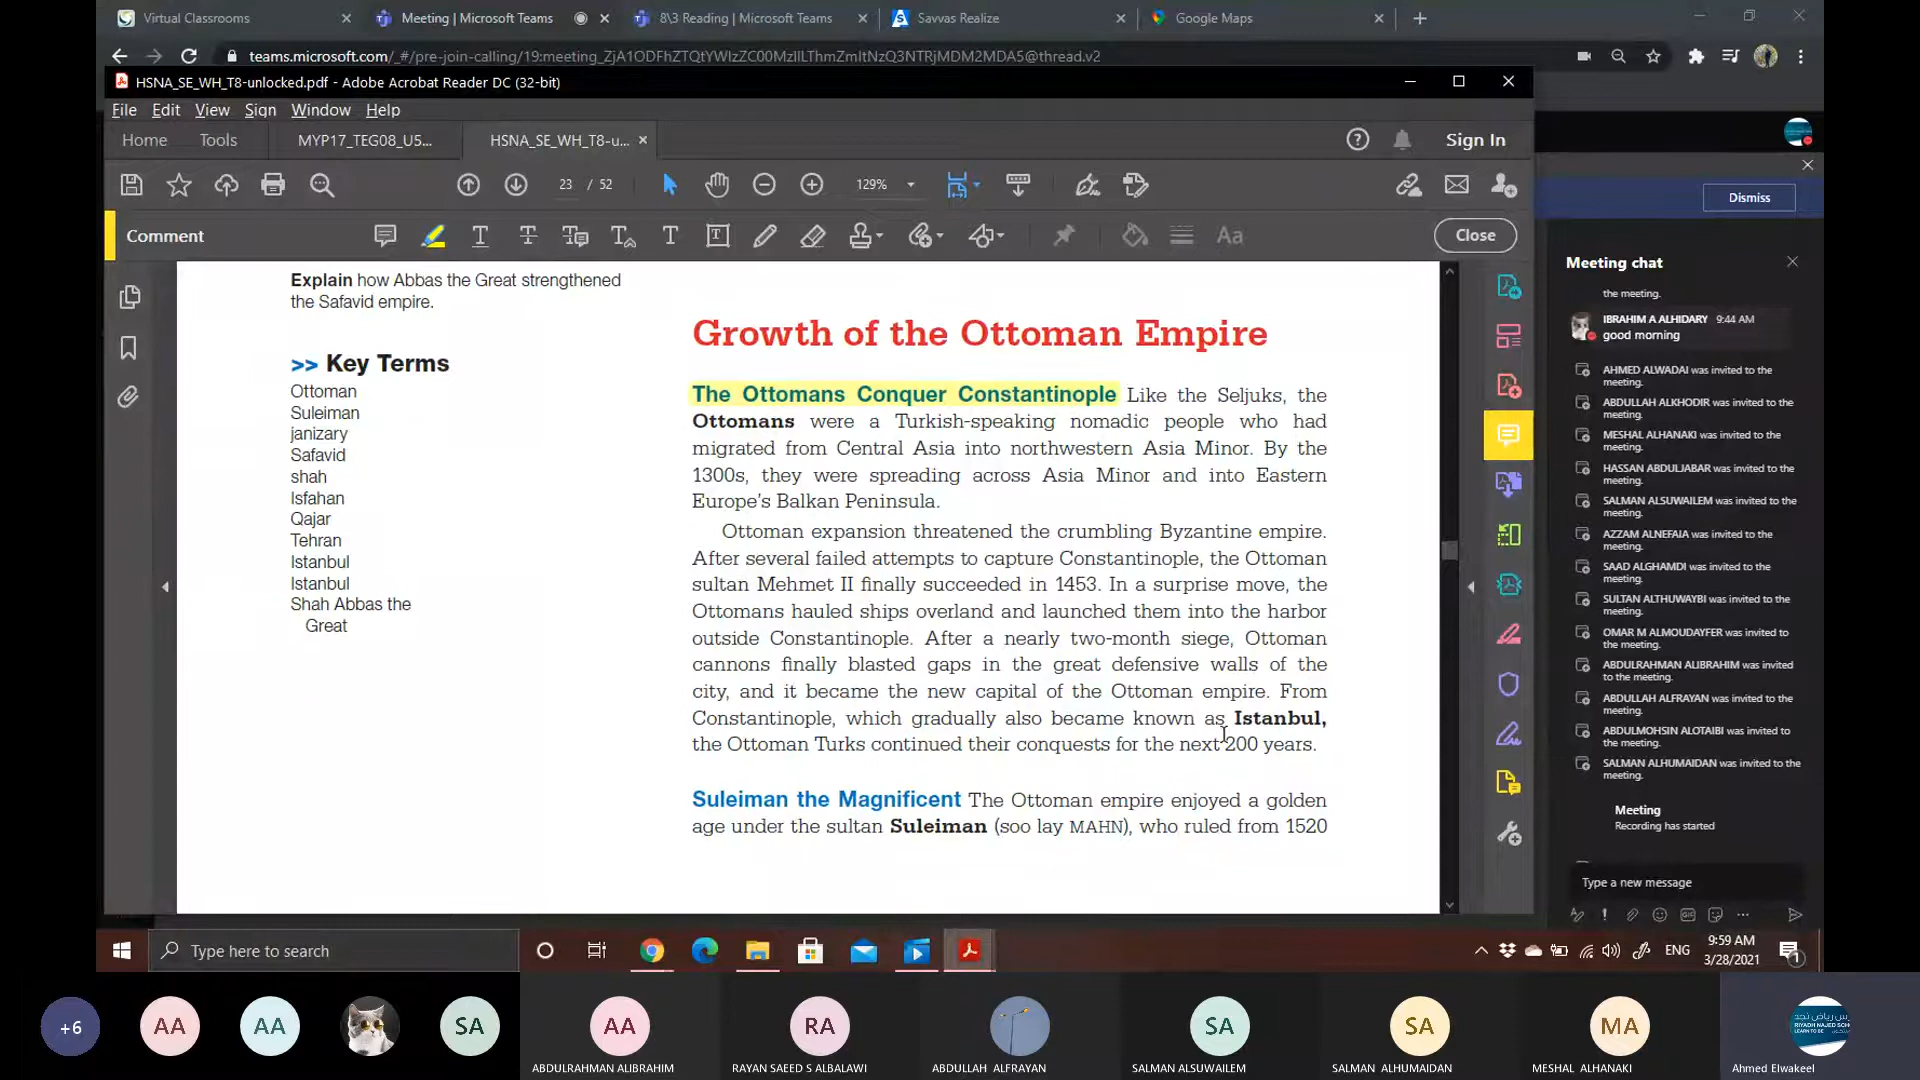 Virtual Classrooms
Meeting | Microsoft Teams
8\3 Reading | Microsoft Teams
Savvas Realize
Google Maps
HSNA_SE_WH_T8-unlocked.pdf - Adobe Acrobat Reader DC (32-bit)
File Edit View Sign Window Help
Home Tools MYP17_TEG08_U5... HSNA_SE_WH_T8-u... Sign In
23 / 52 129%
Comment Close
Explain how Abbas the Great strengthened
the Safavid empire.
>> Key Terms
Ottoman
Suleiman
janizary
Safavid
shah
Isfahan
Qajar
Tehran
Istanbul
Istanbul
Shah Abbas the
Great
Growth of the Ottoman Empire
The Ottomans Conquer Constantinople Like the Seljuks, the
Ottomans were a Turkish-speaking nomadic people who had
migrated from Central Asia into northwestern Asia Minor. By the
1300s, they were spreading across Asia Minor and into Eastern
Europe's Balkan Peninsula.
Ottoman expansion threatened the crumbling Byzantine empire.
After several failed attempts to capture Constantinople, the Ottoman
sultan Mehmet II finally succeeded in 1453. In a surprise move, the
Ottomans hauled ships overland and launched them into the harbor
outside Constantinople. After a nearly two-month siege, Ottoman
cannons finally blasted gaps in the great defensive walls of the
city, and it became the new capital of the Ottoman empire. From
Constantinople, which gradually also became known as Istanbul,
the Ottoman Turks continued their conquests for the next 200 years.
Suleiman the Magnificent The Ottoman empire enjoyed a golden
age under the sultan Suleiman (soo lay MAHN), who ruled from 1520
Dismiss
Meeting chat
the meeting.
IBRAHIM A ALHIDARY 9:44 AM
good morning
AHMED ALWADAI was invited to the
meeting.
ABDULLAH ALKHODIR was invited to the
meeting.
MESHAL ALHANAKI was invited to the
meeting.
HASSAN ABDULJABAR was invited to the
meeting.
SALMAN ALSUWAILEM was invited to the
meeting.
AZZAM ALNEFAIA was invited to the
meeting.
SAAD ALGHAMDI was invited to the
meeting.
SULTAN ALTHUWAYBI was invited to the
meeting.
OMAR M ALMOUDAYFER was invited to
the meeting.
ABDULRAHMAN ALIBRAHIM was invited
to the meeting.
ABDULLAH ALFRAYAN was invited to the
meeting.
ABDULMOHSIN ALOTAIBI was invited to
the meeting.
SALMAN ALHUMAIDAN was invited to the
meeting.
Meeting
Recording has started
Type a new message
Type here to search
ENG
9:59 AM
3/28/2021
1
+6 AA AA SA AA RA SA SA MA
ABDULRAHMAN ALIBRAHIM
RAYAN SAEED S ALBALAWI
ABDULLAH ALFRAYAN
SALMAN ALSUWAILEM
SALMAN ALHUMAIDAN
MESHAL ALHANAKI
Ahmed Elwakeel